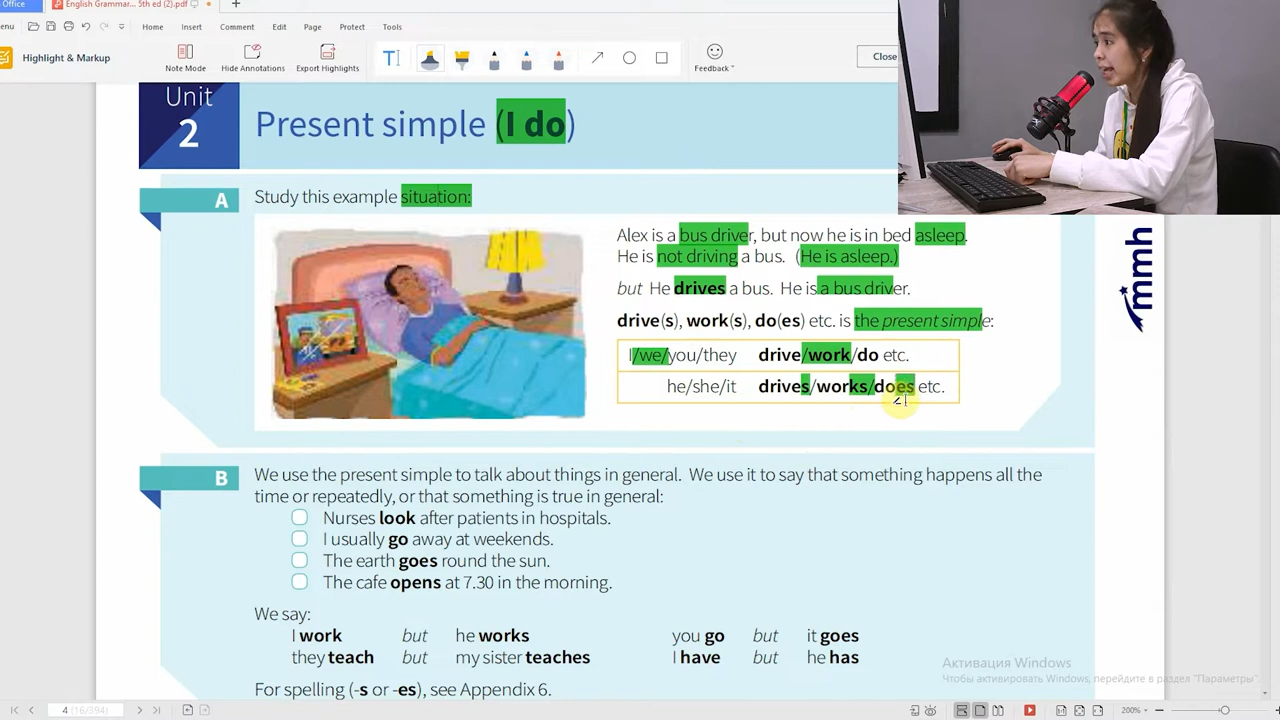 Office
English Grammar... 5th ed (2).pdf
+
enu
Home
Insert
Comment
Edit
Page
Protect
Tools
Highlight & Markup
Note Mode
Hide Annotations
Export Highlights
T
Feedback
Close
Unit
2
Present simple (I do)
A
Study this example situation:
Alex is a bus driver, but now he is in bed asleep.
He is not driving a bus. (He is asleep.)
but He drives a bus. He is a bus driver.
drive(s), work(s), do(es) etc. is the present simple:
I/we/you/they drive/work/do etc.
he/she/it drives/works/does etc.
mmh
B
We use the present simple to talk about things in general. We use it to say that something happens all the
time or repeatedly, or that something is true in general:
Nurses look after patients in hospitals.
I usually go away at weekends.
The earth goes round the sun.
The cafe opens at 7.30 in the morning.
We say:
I work but he works you go but it goes
they teach but my sister teaches I have but he has
For spelling (-s or -es), see Appendix 6.
Активация Windows
Чтобы активировать Windows, перейдите в раздел "Параметры".
4 (16/394)
200%